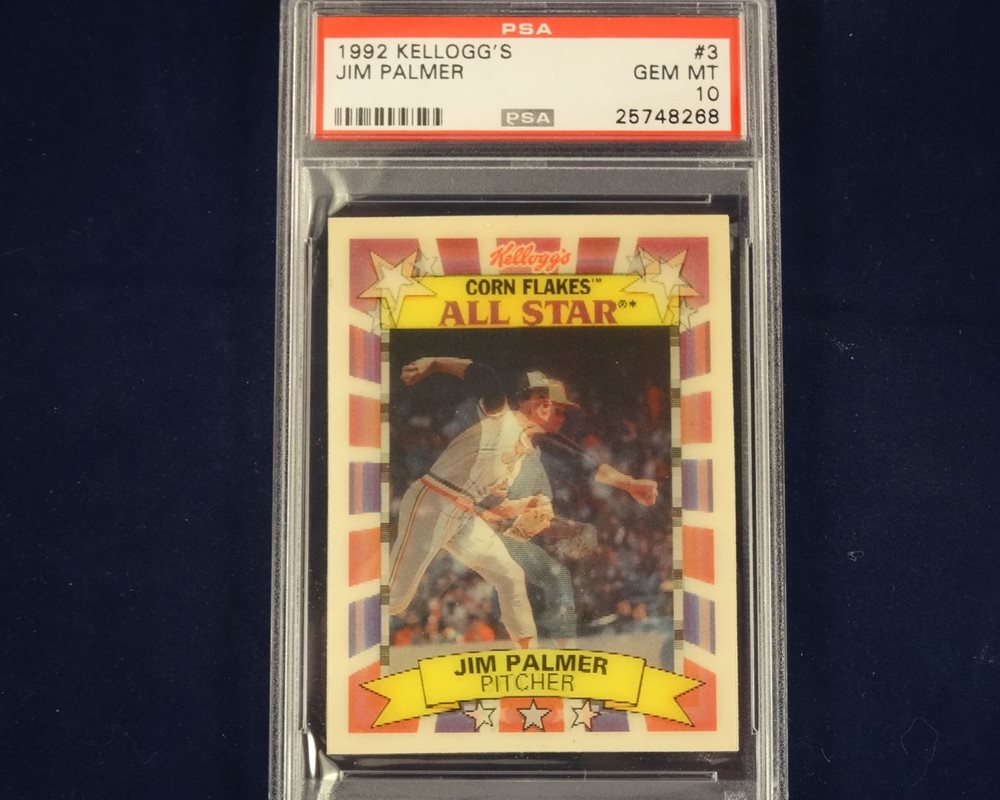 PSA
1992 KELLOGG'S #3
JIM PALMER GEM MT
10
PSA 25748268
Kellogg's
CORN FLAKES™
ALL STAR®*
JIM PALMER
PITCHER